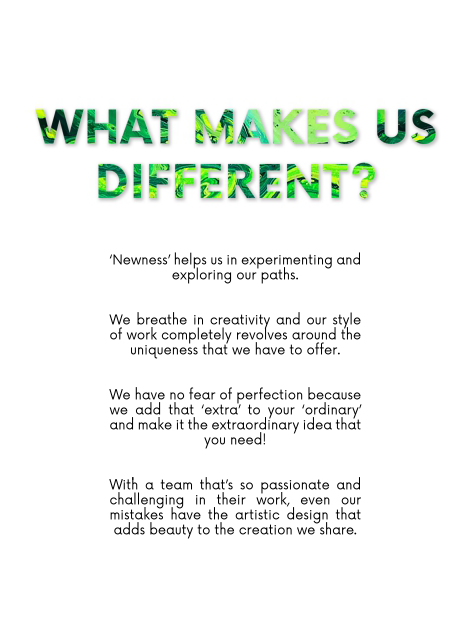 WHAT MAKES US
DIFFERENT?
‘Newness’ helps us in experimenting and
exploring our paths.
We breathe in creativity and our style
of work completely revolves around the
uniqueness that we have to offer.
We have no fear of perfection because
we add that ‘extra’ to your ‘ordinary’
and make it the extraordinary idea that
you need!
With a team that’s so passionate and
challenging in their work, even our
mistakes have the artistic design that
adds beauty to the creation we share.